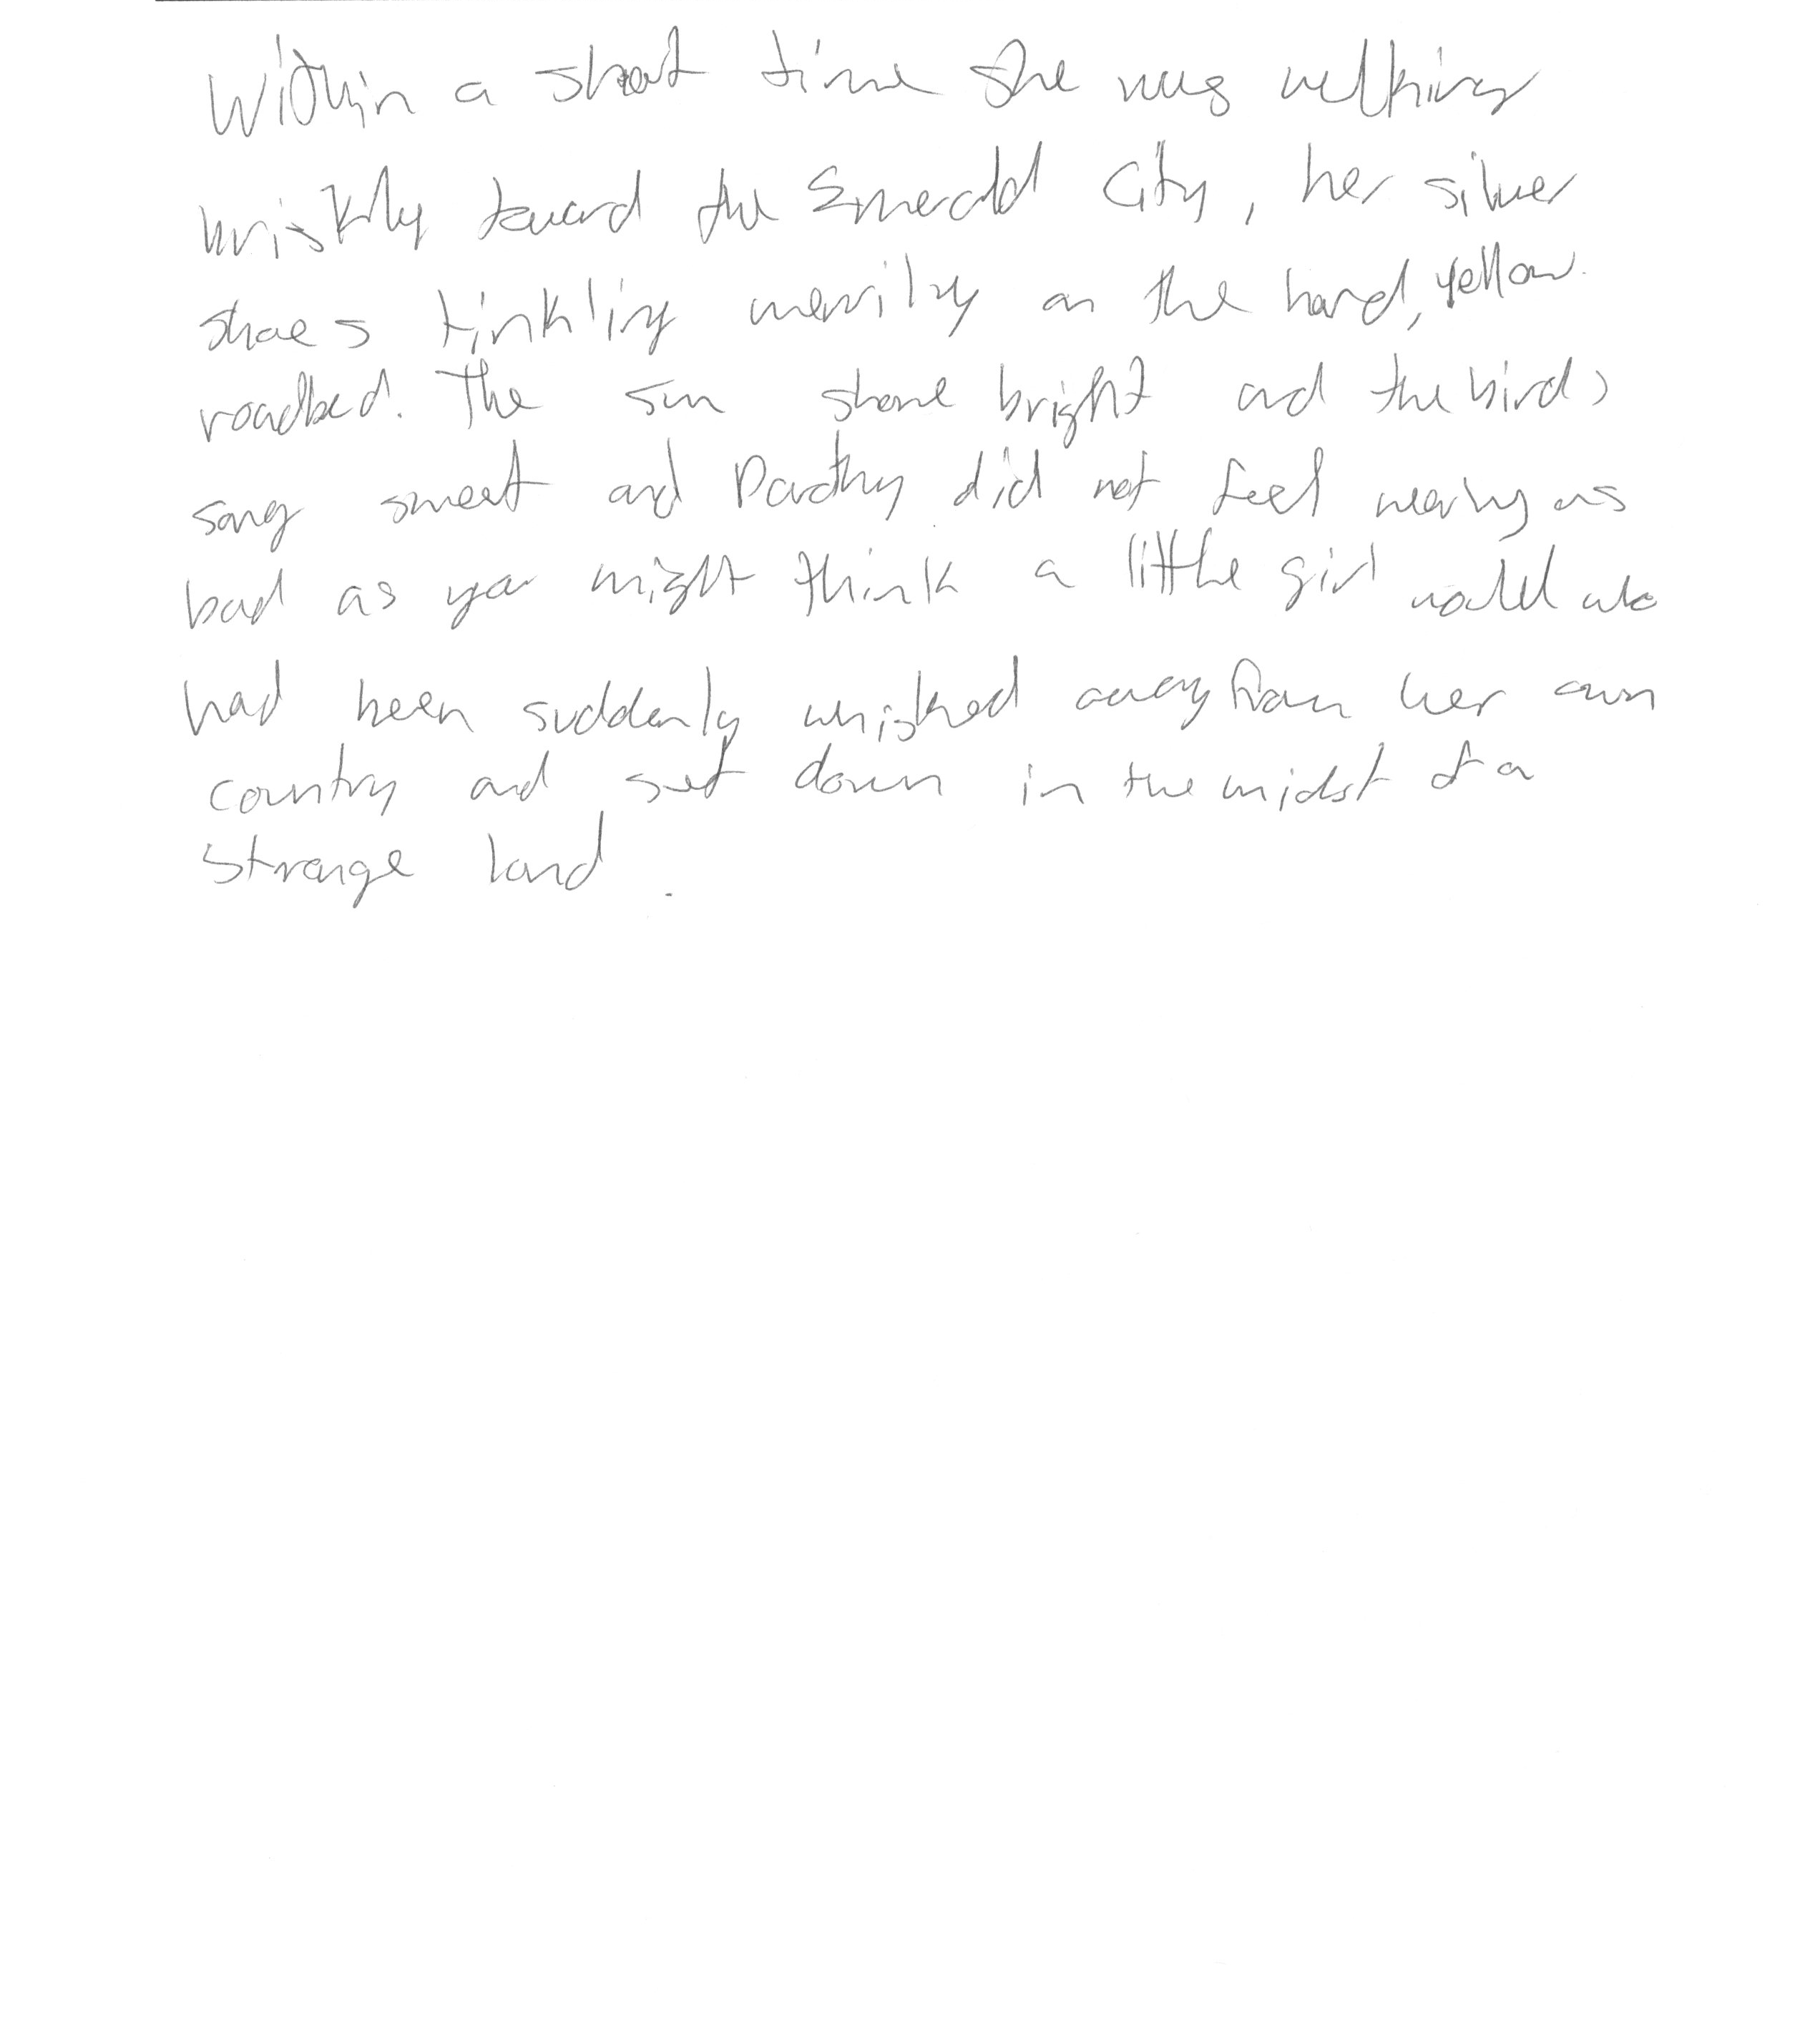 Within a short time she was walking
briskly toward the Emerald City, her silver
shoes tinkling merrily on the hard, yellow
roadbed. The sun shone bright and the birds
sang sweet and Dorothy did not feel nearly as
bad as you might think a little girl would who
had been suddenly whisked away from her own
country and set down in the midst of a
strange land.